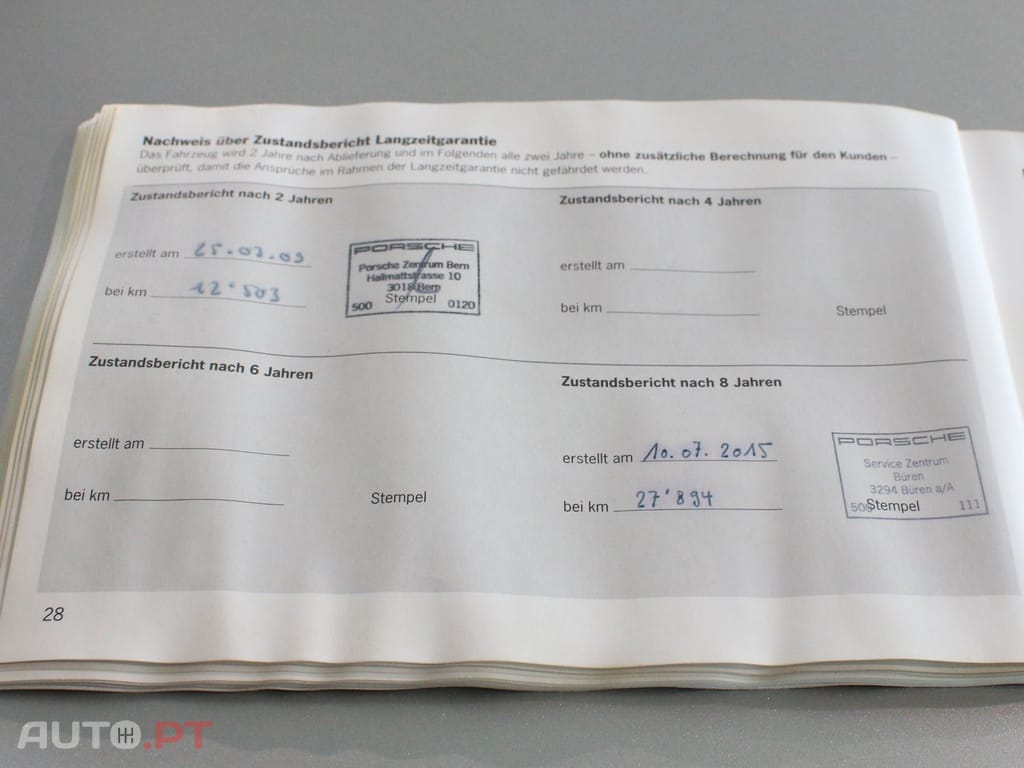 Nachweis über Zustandsbericht Langzeitgarantie
Das Fahrzeug wird 2 Jahre nach Ablieferung und im Folgenden alle zwei Jahre – ohne zusätzliche Berechnung für den Kunden –
überprüft, damit die Ansprüche im Rahmen der Langzeitgarantie nicht gefährdet werden.
Zustandsbericht nach 2 Jahren
erstellt am 25.03.09
bei km 12'503
PORSCHE
Porsche Zentrum Bern
Hallmattstrasse 10
3018 Bern
Stempel
500 0120
Zustandsbericht nach 4 Jahren
erstellt am
bei km
Stempel
Zustandsbericht nach 6 Jahren
erstellt am
bei km
Stempel
Zustandsbericht nach 8 Jahren
erstellt am 10.07.2015
bei km 27'894
PORSCHE
Service Zentrum
Büren
3294 Büren a/A
Stempel
111
28
AUTO.PT